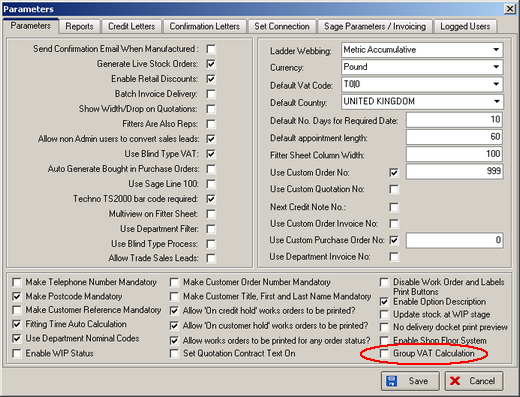 Parameters
Parameters Reports Credit Letters Confirmation Letters Set Connection Sage Parameters / Invoicing Logged Users
Send Confirmation Email When Manufactured :
Generate Live Stock Orders:
Enable Retail Discounts:
Batch Invoice Delivery:
Show Width/Drop on Quotations:
Fitters Are Also Reps:
Allow non Admin users to convert sales leads:
Use Blind Type VAT:
Auto Generate Bought in Purchase Orders:
Use Sage Line 100:
Techno TS2000 bar code required:
Multiview on Fitter Sheet:
Use Department Filter:
Use Blind Type Process:
Allow Trade Sales Leads:
Ladder Webbing: Metric Accumulative
Currency: Pound
Default Vat Code: T0|0
Default Country: UNITED KINGDOM
Default No. Days for Required Date: 10
Default appointment length: 60
Fitter Sheet Column Width: 100
Use Custom Order No: 999
Use Custom Quotation No:
Next Credit Note No.:
Use Custom Order Invoice No:
Use Custom Purchase Order No: 0
Use Department Invoice No:
Make Telephone Number Mandatory
Make Postcode Mandatory
Make Customer Reference Mandatory
Fitting Time Auto Calculation
Use Department Nominal Codes
Enable WIP Status
Make Customer Order Number Mandatory
Make Customer Title, First and Last Name Mandatory
Allow 'On credit hold' works orders to be printed?
Allow 'On customer hold' works orders to be printed?
Allow works orders to be printed for any order status?
Set Quotation Contract Text On
Disable Work Order and Labels
Print Buttons
Enable Option Description
Update stock at WIP stage
No delivery docket print preview
Enable Shop Floor System
Group VAT Calculation
Save Cancel